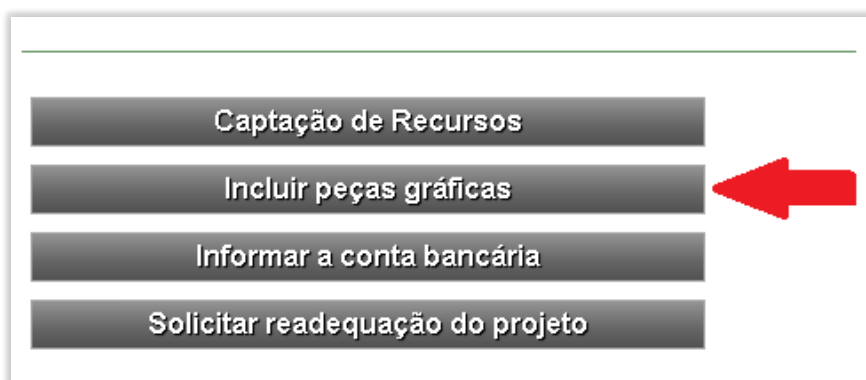 Captação de Recursos
Incluir peças gráficas
Informar a conta bancária
Solicitar readequação do projeto